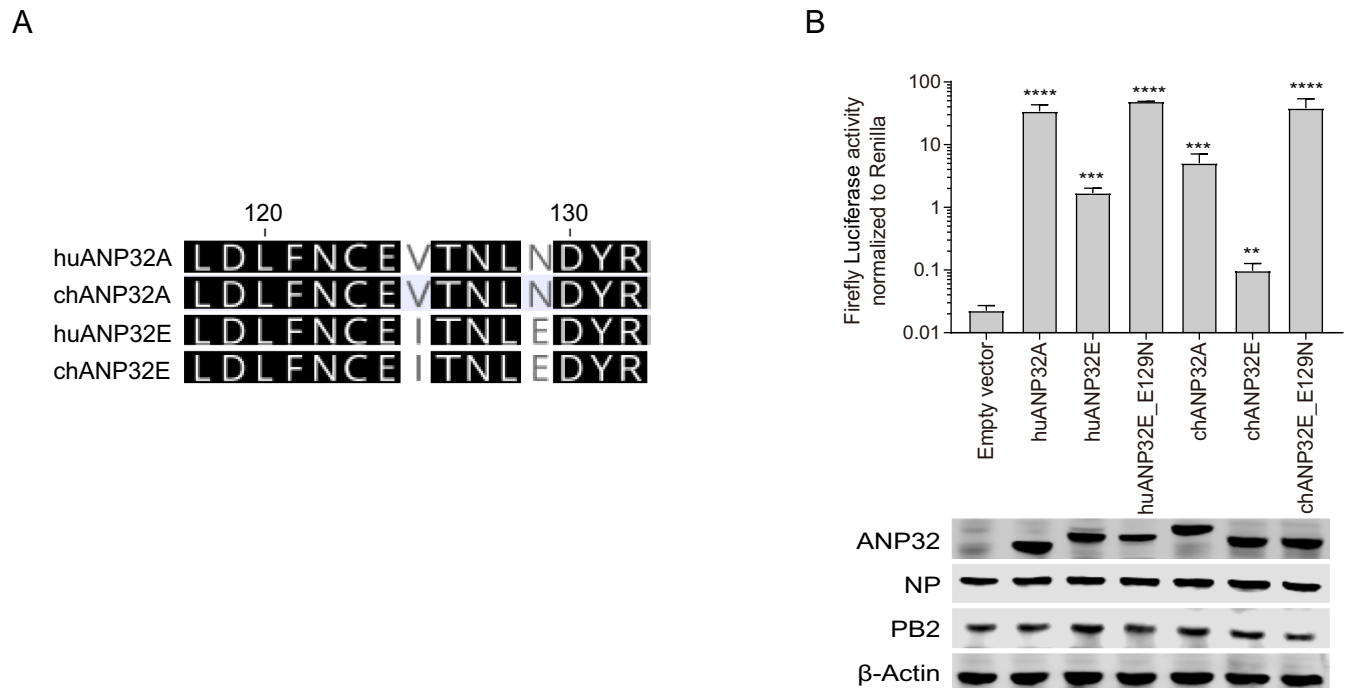 A
120 130
huANP32A LDLFNCEVTNLNDYR
chANP32A LDLFNCEVTNLNDYR
huANP32E LDLFNCEITNLEDYR
chANP32E LDLFNCEITNLEDYR
B
Firefly Luciferase activity
normalized to Renilla
100
10
1
0.1
0.01
**** *** **** *** ** ****
Empty vector
huANP32A
huANP32E
huANP32E_E129N
chANP32A
chANP32E
chANP32E_E129N
ANP32
NP
PB2
β-Actin